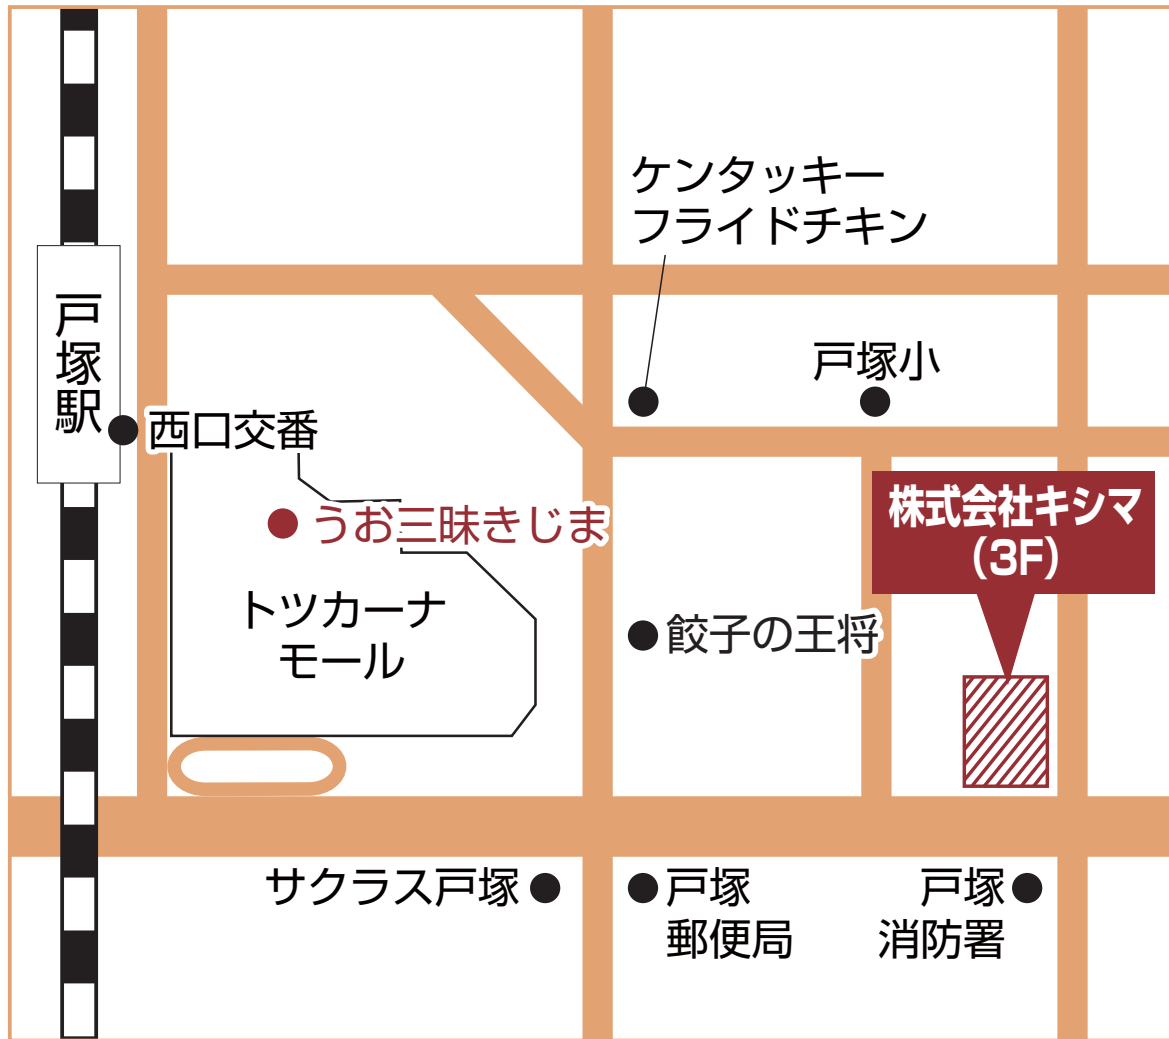 ケンタッキー
フライドチキン
戸塚駅
戸塚小
西口交番
株式会社キシマ
(3F)
うお三昧きじま
トツカーナ
モール
餃子の王将
サクラス戸塚
戸塚
郵便局
戸塚
消防署